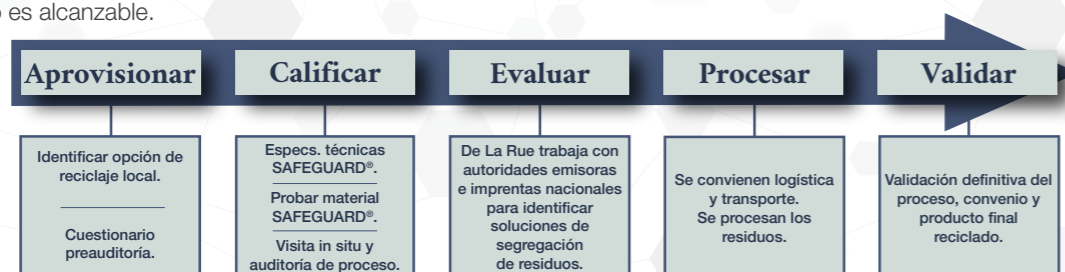 o es alcanzable.
Aprovisionar
Calificar
Evaluar
Procesar
Validar
Identificar opción de
reciclaje local.
Cuestionario
preauditoría.
Especs. técnicas
SAFEGUARD®.
Probar material
SAFEGUARD®.
Visita in situ y
auditoría de proceso.
De La Rue trabaja con
autoridades emisoras
e imprentas nacionales
para identificar
soluciones de
segregación
de residuos.
Se convienen logística
y transporte.
Se procesan los
residuos.
Validación definitiva del
proceso, convenio y
producto final
reciclado.